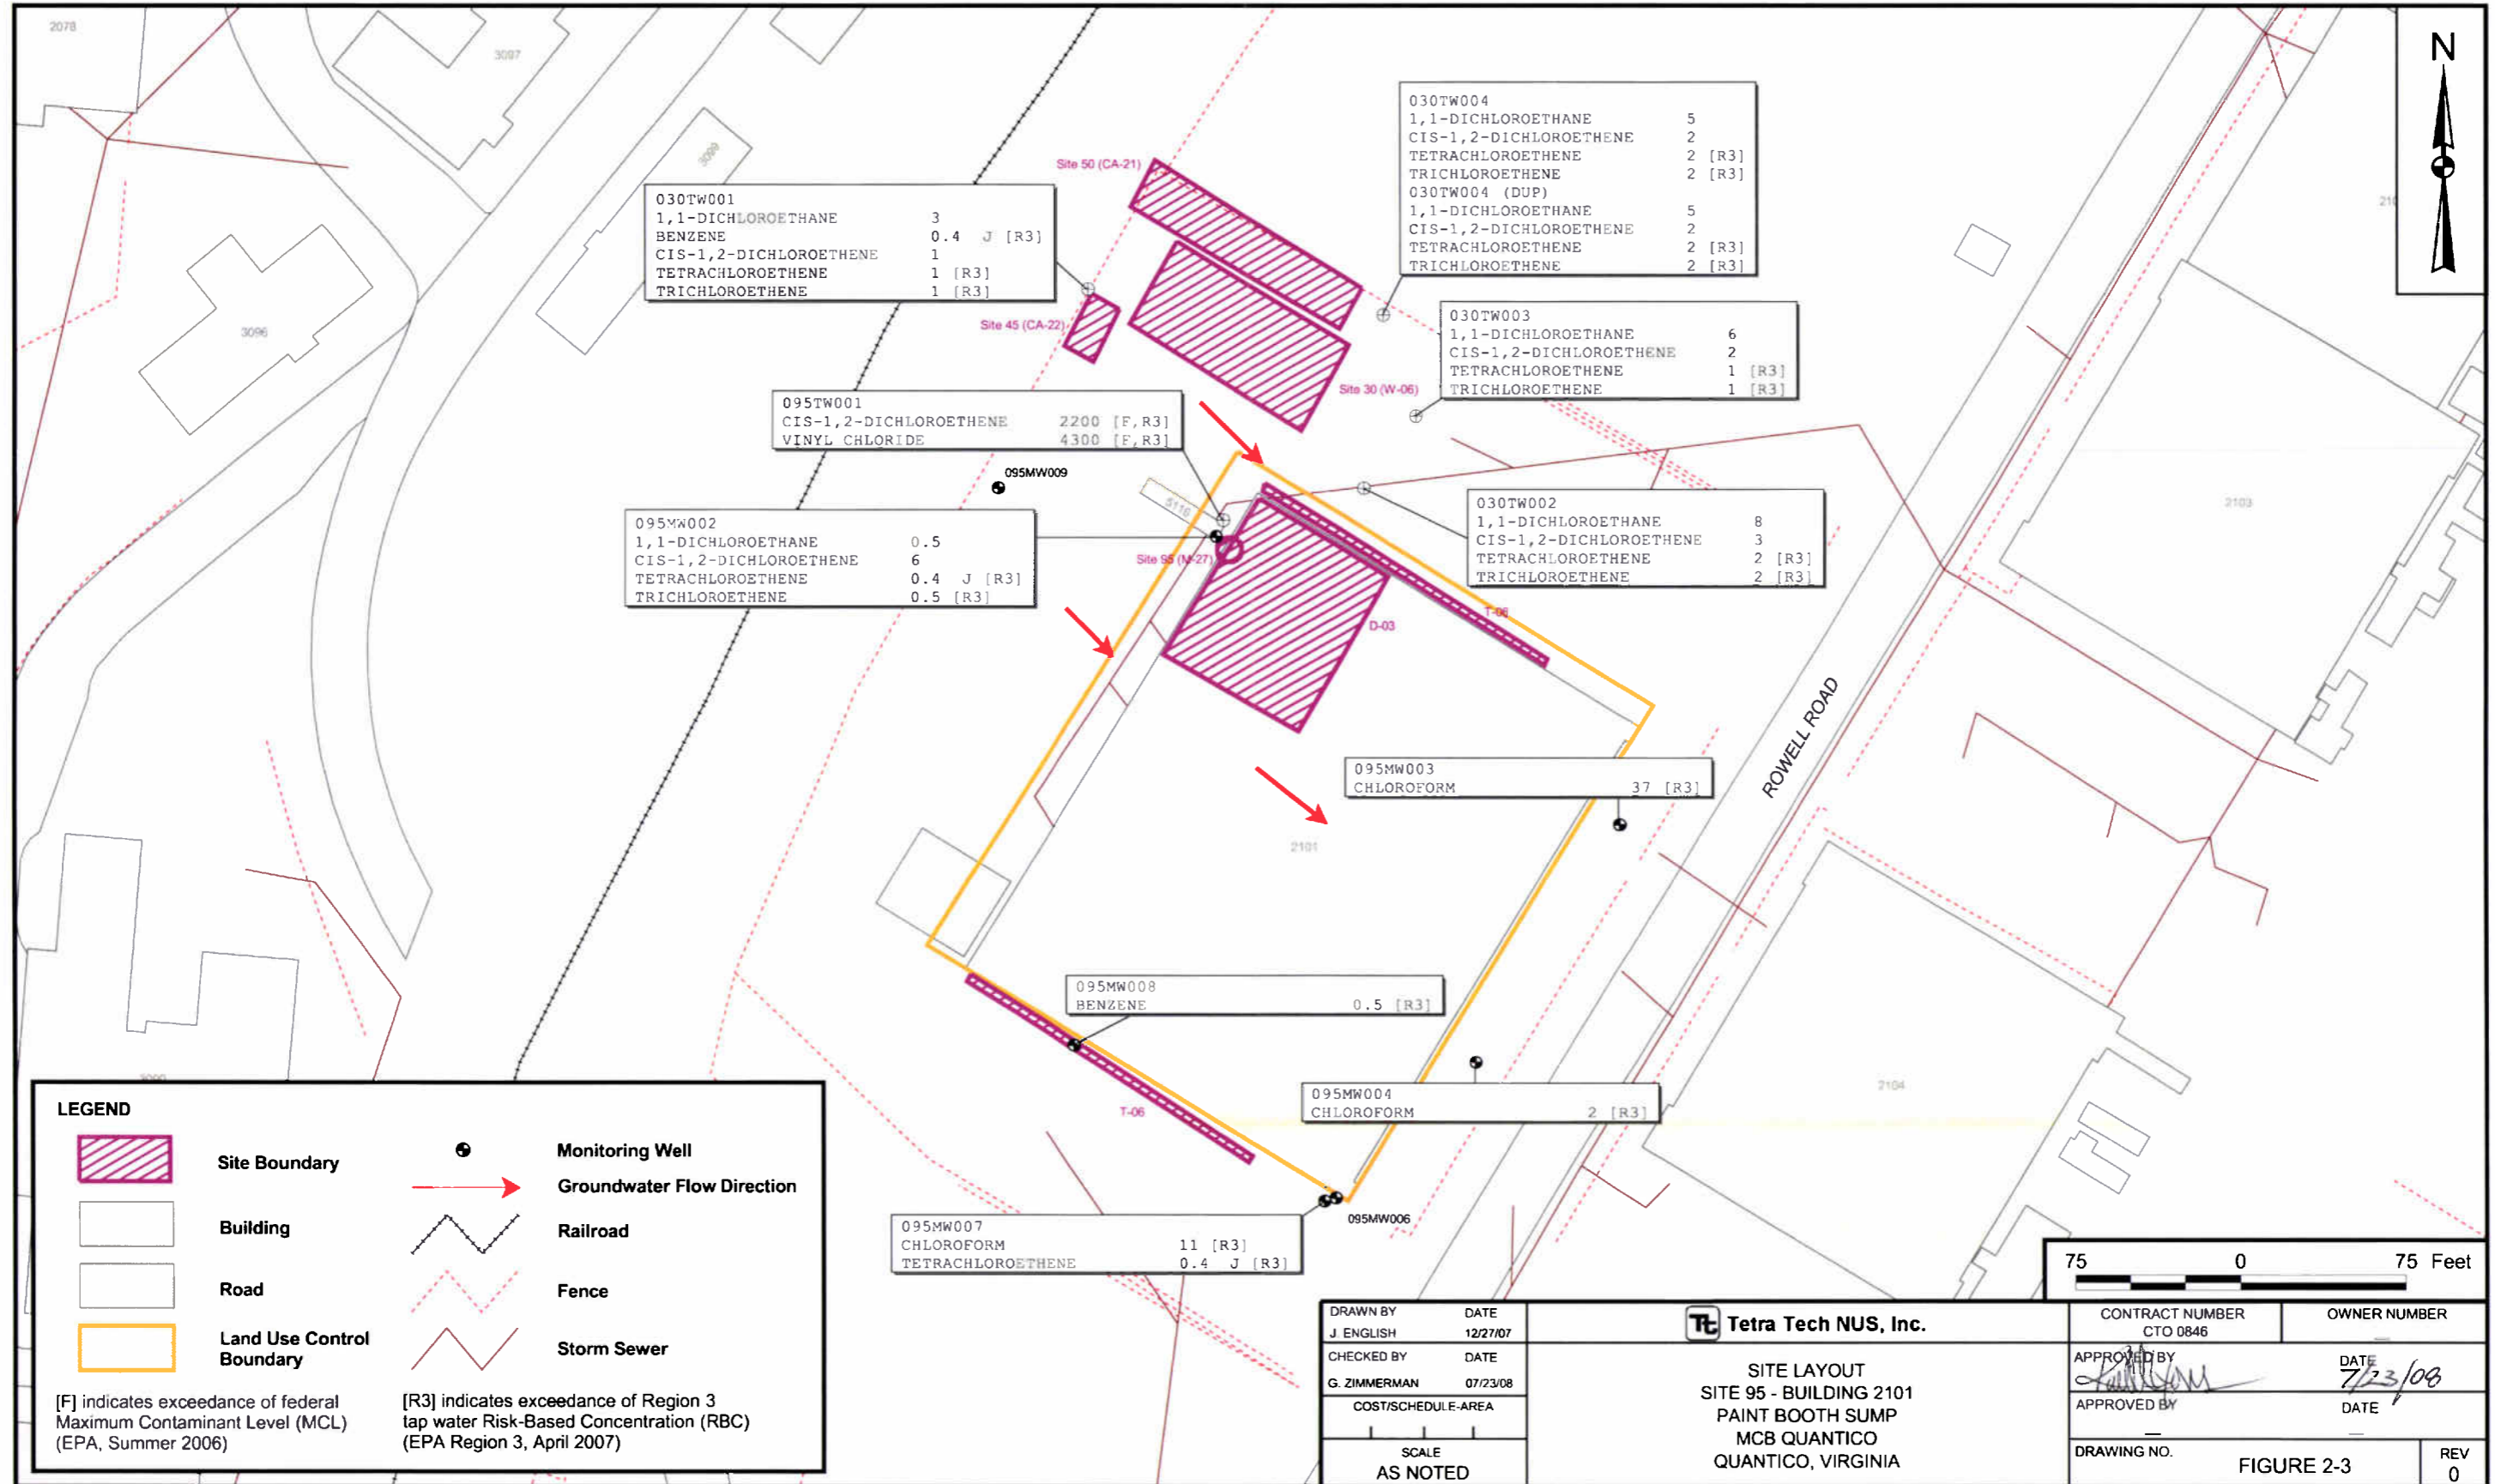 2078
3097
3099
3096
N
Site 50 (CA-21)
Site 45 (CA-22)
Site 30 (W-06)
030TW001
1,1-DICHLOROETHANE 3
BENZENE 0.4 J [R3]
CIS-1,2-DICHLOROETHENE 1
TETRACHLOROETHENE 1 [R3]
TRICHLOROETHENE 1 [R3]
030TW004
1,1-DICHLOROETHANE 5
CIS-1,2-DICHLOROETHENE 2
TETRACHLOROETHENE 2 [R3]
TRICHLOROETHENE 2 [R3]
030TW004 (DUP)
1,1-DICHLOROETHANE 5
CIS-1,2-DICHLOROETHENE 2
TETRACHLOROETHENE 2 [R3]
TRICHLOROETHENE 2 [R3]
030TW003
1,1-DICHLOROETHANE 6
CIS-1,2-DICHLOROETHENE 2
TETRACHLOROETHENE 1 [R3]
TRICHLOROETHENE 1 [R3]
095TW001
CIS-1,2-DICHLOROETHENE 2200 [F,R3]
VINYL CHLORIDE 4300 [F,R3]
095MW009
5116
095MW002
1,1-DICHLOROETHANE 0.5
CIS-1,2-DICHLOROETHENE 6
TETRACHLOROETHENE 0.4 J [R3]
TRICHLOROETHENE 0.5 [R3]
Site 95 (M-27)
030TW002
1,1-DICHLOROETHANE 8
CIS-1,2-DICHLOROETHENE 3
TETRACHLOROETHENE 2 [R3]
TRICHLOROETHENE 2 [R3]
2103
T-06
D-03
ROWELL ROAD
095MW003
CHLOROFORM 37 [R3]
2101
095MW008
BENZENE 0.5 [R3]
T-06
095MW004
CHLOROFORM 2 [R3]
2104
095MW006
095MW007
CHLOROFORM 11 [R3]
TETRACHLOROETHENE 0.4 J [R3]
LEGEND
Site Boundary
Building
Road
Land Use Control
Boundary
Monitoring Well
Groundwater Flow Direction
Railroad
Fence
Storm Sewer
[F] indicates exceedance of federal
Maximum Contaminant Level (MCL)
(EPA, Summer 2006)
[R3] indicates exceedance of Region 3
tap water Risk-Based Concentration (RBC)
(EPA Region 3, April 2007)
75 0 75 Feet
DRAWN BY DATE
J. ENGLISH 12/27/07
CHECKED BY DATE
G. ZIMMERMAN 07/23/08
COST/SCHEDULE-AREA
SCALE
AS NOTED
Tt Tetra Tech NUS, Inc.
SITE LAYOUT
SITE 95 - BUILDING 2101
PAINT BOOTH SUMP
MCB QUANTICO
QUANTICO, VIRGINIA
CONTRACT NUMBER
CTO 0846
OWNER NUMBER
—
APPROVED BY DATE
7/23/08
APPROVED BY DATE
— —
DRAWING NO.
FIGURE 2-3
REV
0